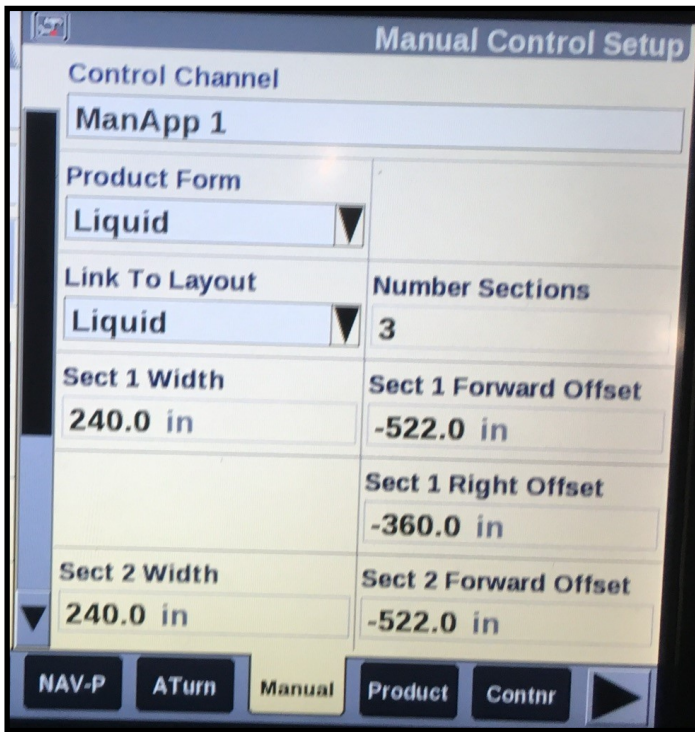 Manual Control Setup
Control Channel
ManApp 1
Product Form
Liquid
Link To Layout
Number Sections
Liquid
3
Sect 1 Width
Sect 1 Forward Offset
240.0 in
-522.0 in
Sect 1 Right Offset
-360.0 in
Sect 2 Width
Sect 2 Forward Offset
240.0 in
-522.0 in
NAV-P ATurn Manual Product Contnr